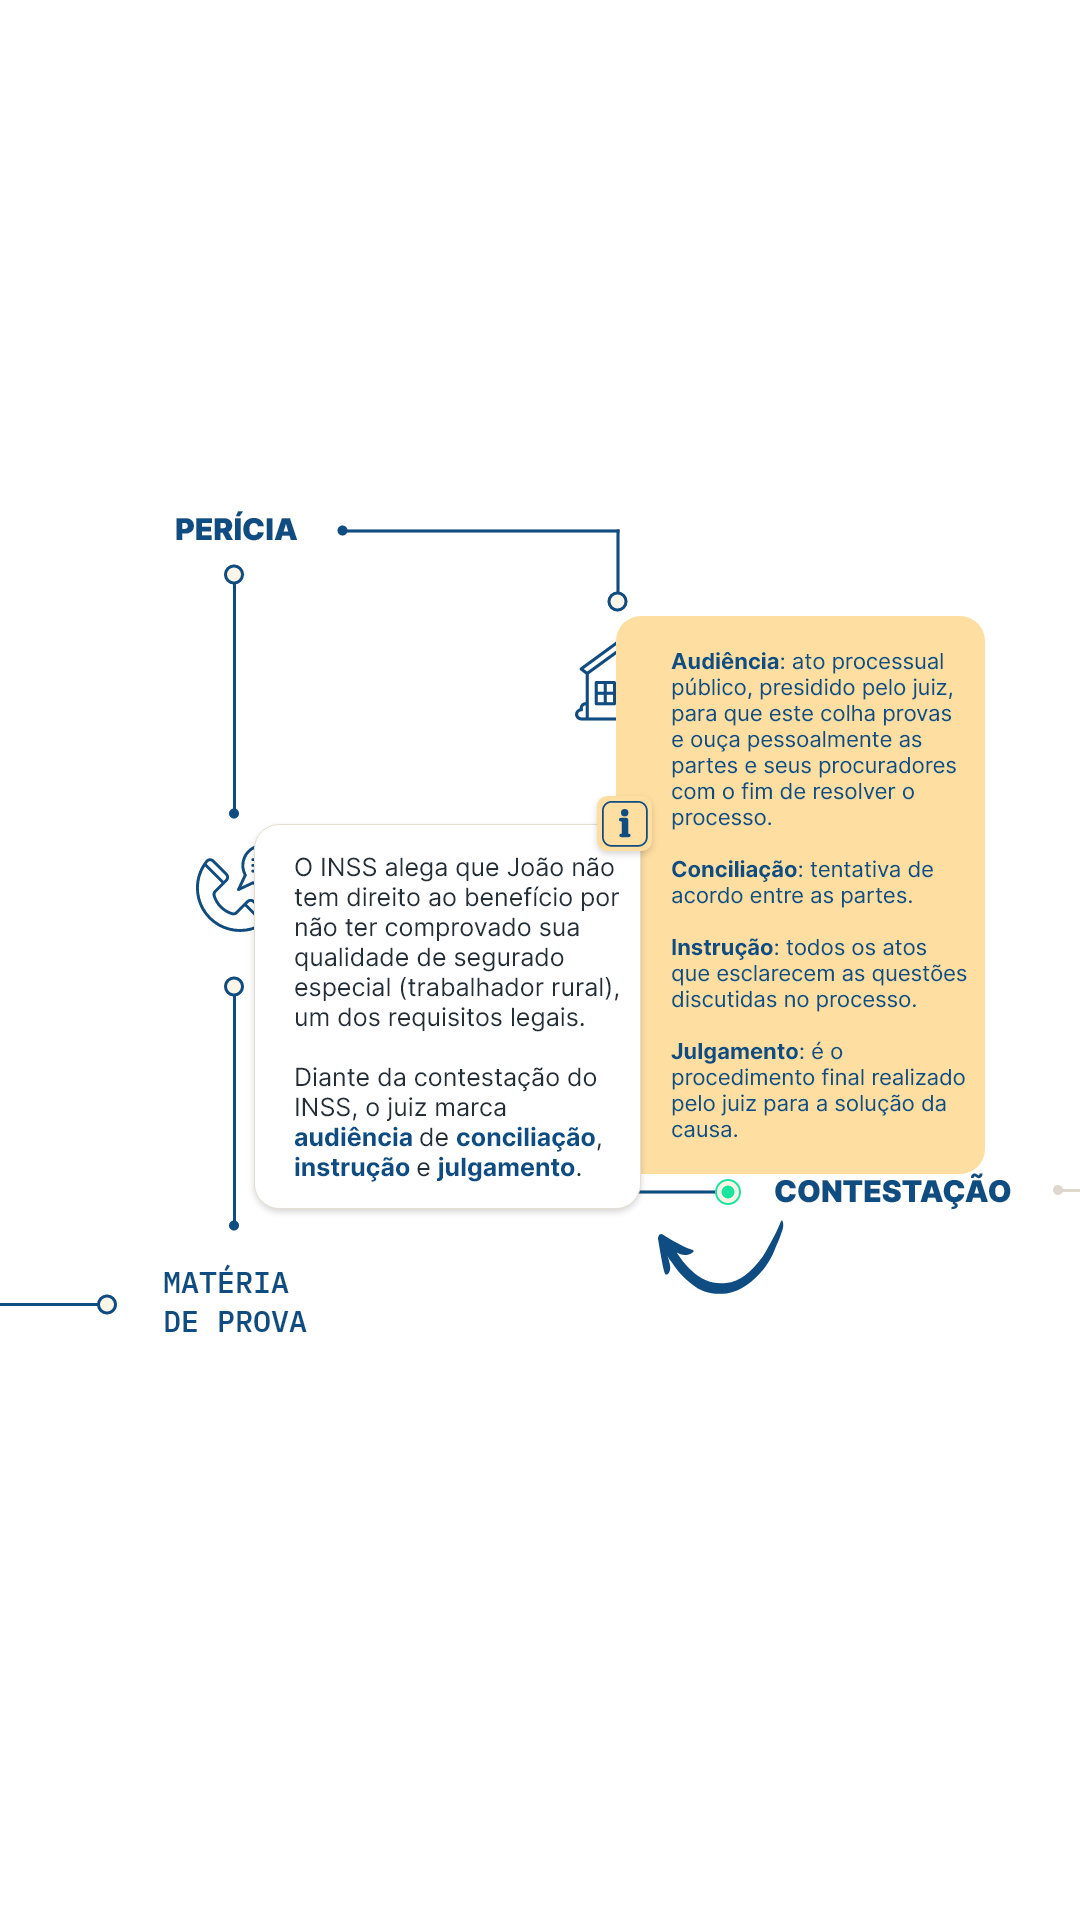 PERÍCIA
Audiência: ato processual
público, presidido pelo juiz,
para que este colha provas
e ouça pessoalmente as
partes e seus procuradores
com o fim de resolver o
processo.
Conciliação: tentativa de
acordo entre as partes.
Instrução: todos os atos
que esclarecem as questões
discutidas no processo.
Julgamento: é o
procedimento final realizado
pelo juiz para a solução da
causa.
i
O INSS alega que João não
tem direito ao benefício por
não ter comprovado sua
qualidade de segurado
especial (trabalhador rural),
um dos requisitos legais.
Diante da contestação do
INSS, o juiz marca
audiência de conciliação,
instrução e julgamento.
CONTESTAÇÃO
MATÉRIA
DE PROVA